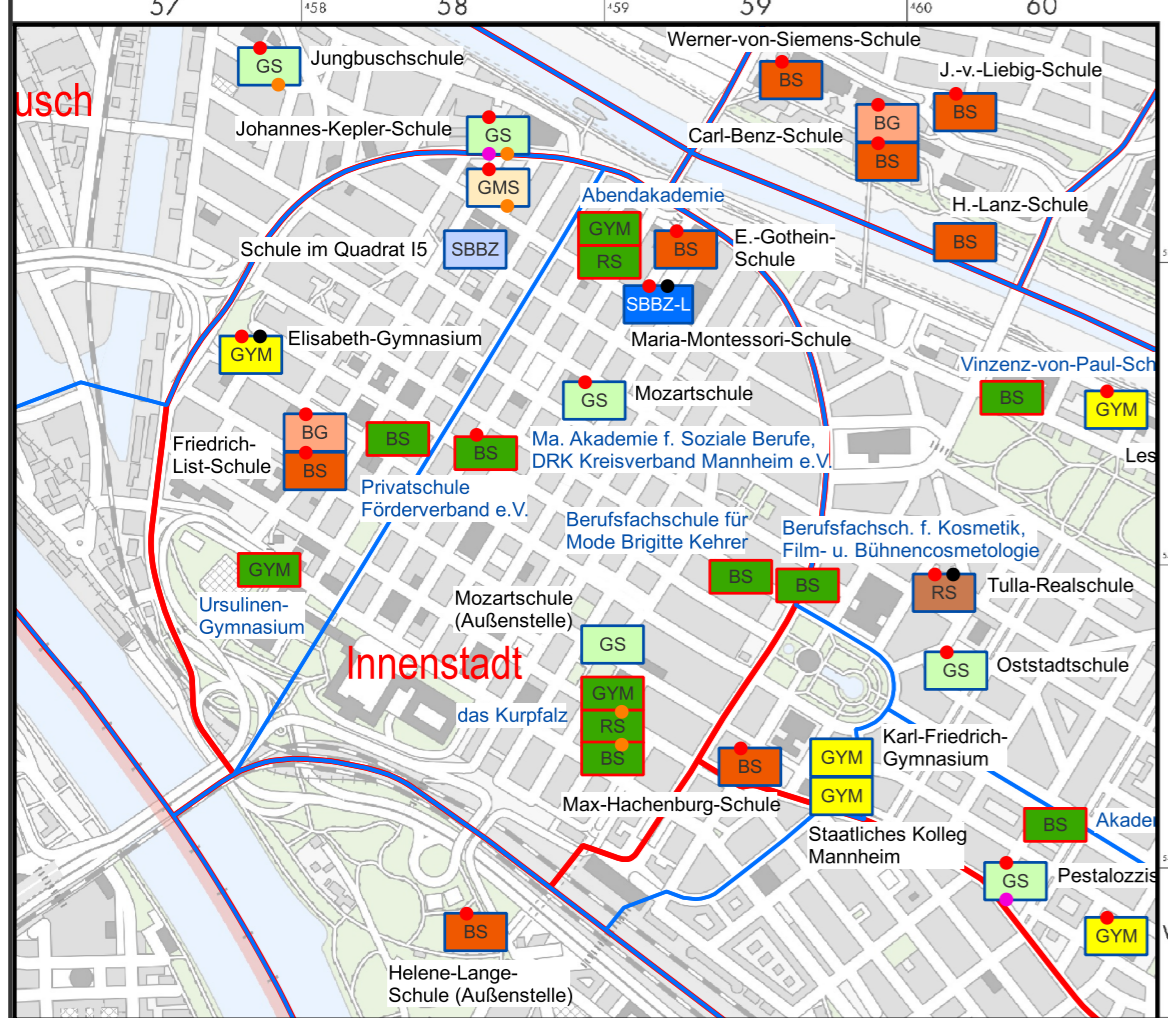 57
458
58
459
59
460
60
Jungbuschschule
GS
usch
Werner-von-Siemens-Schule
BS
J.-v.-Liebig-Schule
BS
Johannes-Kepler-Schule
GS
GMS
Carl-Benz-Schule
BG
BS
Abendakademie
GYM
RS
H.-Lanz-Schule
BS
Schule im Quadrat I5
SBBZ
BS
E.-Gothein-
Schule
SBBZ-L
Maria-Montessori-Schule
Elisabeth-Gymnasium
GYM
Vinzenz-von-Paul-Sch
BS
GYM
Les
GS
Mozartschule
Friedrich-
List-Schule
BG
BS
BS
BS
Ma. Akademie f. Soziale Berufe,
DRK Kreisverband Mannheim e.V.
Privatschule
Förderverband e.V.
Berufsfachschule für
Mode Brigitte Kehrer
BS
Berufsfachsch. f. Kosmetik,
Film- u. Bühnencosmetologie
BS
GYM
Ursulinen-
Gymnasium
RS
Tulla-Realschule
Mozartschule
(Außenstelle)
GS
GS
Oststadtschule
Innenstadt
das Kurpfalz
GYM
RS
BS
Karl-Friedrich-
Gymnasium
GYM
GYM
BS
Max-Hachenburg-Schule
Staatliches Kolleg
Mannheim
BS
Akade
GS
Pestalozzis
BS
Helene-Lange-
Schule (Außenstelle)
GYM
5
5
5